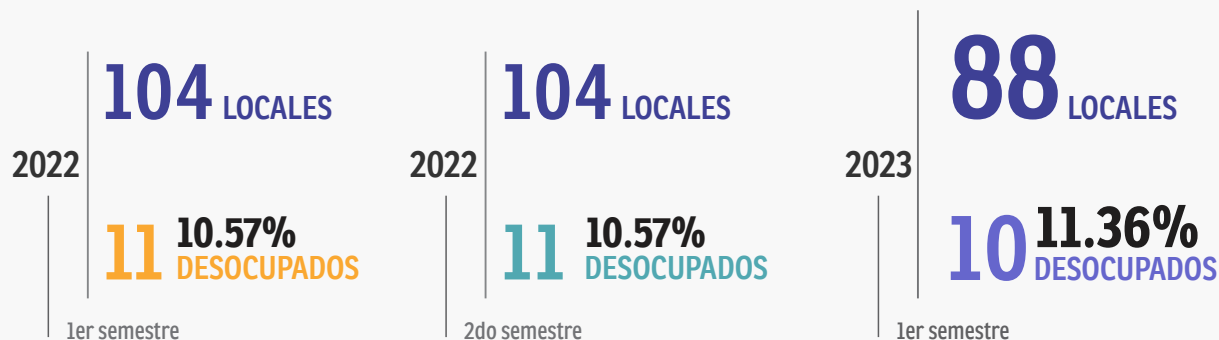 2022
104 LOCALES
11 10.57%
DESOCUPADOS
1er semestre
2022
104 LOCALES
11 10.57%
DESOCUPADOS
2do semestre
2023
88 LOCALES
10 11.36%
DESOCUPADOS
1er semestre